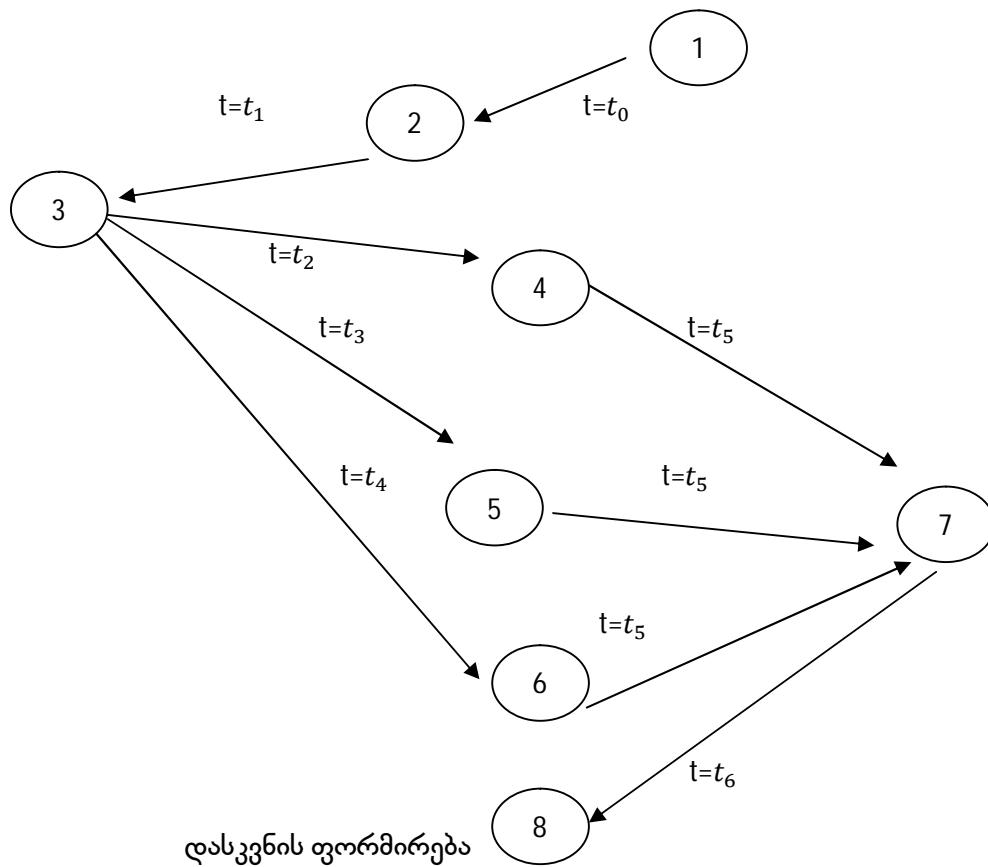 1
t=t₁
2
t=t₀
3
t=t₂
4
t=t₃
t=t₅
t=t₄
t=t₅
5
7
t=t₅
6
t=t₆
8
დასკვნის ფორმირება